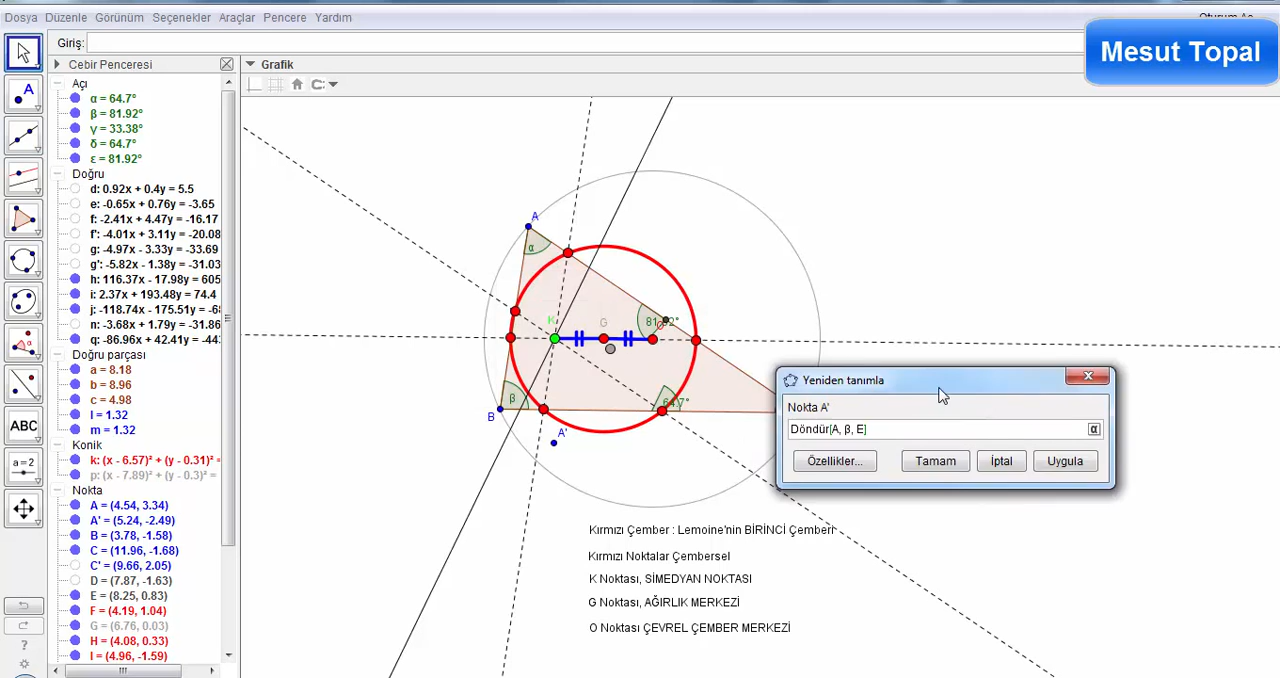 Dosya Düzenle Görünüm Seçenekler Araçlar Pencere Yardım
Mesut Topal
Giriş:
Cebir Penceresi
Grafik
Açı
α = 64.7°
β = 81.92°
γ = 33.38°
δ = 64.7°
ε = 81.92°
Doğru
d: 0.92x + 0.4y = 5.5
e: -0.65x + 0.76y = -3.65
f: -2.41x + 4.47y = -16.17
f': -4.01x + 3.11y = -20.08
g: -4.97x - 3.33y = -33.69
g': -5.82x - 1.38y = -31.03
h: 116.37x - 17.98y = 605
i: 2.37x + 193.48y = 74.4
j: -118.74x - 175.51y = -6
n: -3.68x + 1.79y = -31.86
q: -86.96x + 42.41y = -44
Doğru parçası
a = 8.18
b = 8.96
c = 4.98
l = 1.32
m = 1.32
Konik
k: (x - 6.57)² + (y - 0.31)² =
p: (x - 7.89)² + (y - 0.3)² =
Nokta
A = (4.54, 3.34)
A' = (5.24, -2.49)
B = (3.78, -1.58)
C = (11.96, -1.68)
C' = (9.66, 2.05)
D = (7.87, -1.63)
E = (8.25, 0.83)
F = (4.19, 1.04)
G = (6.76, 0.03)
H = (4.08, 0.33)
I = (4.96, -1.59)
ABC
a=2
A
α
K
G
O
B
β
64.7°
A'
Yeniden tanımla
Nokta A'
Döndür[A, β, E]
α
Özellikler... Tamam İptal Uygula
Kırmızı Çember : Lemoine'nin BİRİNCİ Çemberi
Kırmızı Noktalar Çembersel
K Noktası, SİMEDYAN NOKTASI
G Noktası, AĞIRLIK MERKEZİ
O Noktası ÇEVREL ÇEMBER MERKEZİ